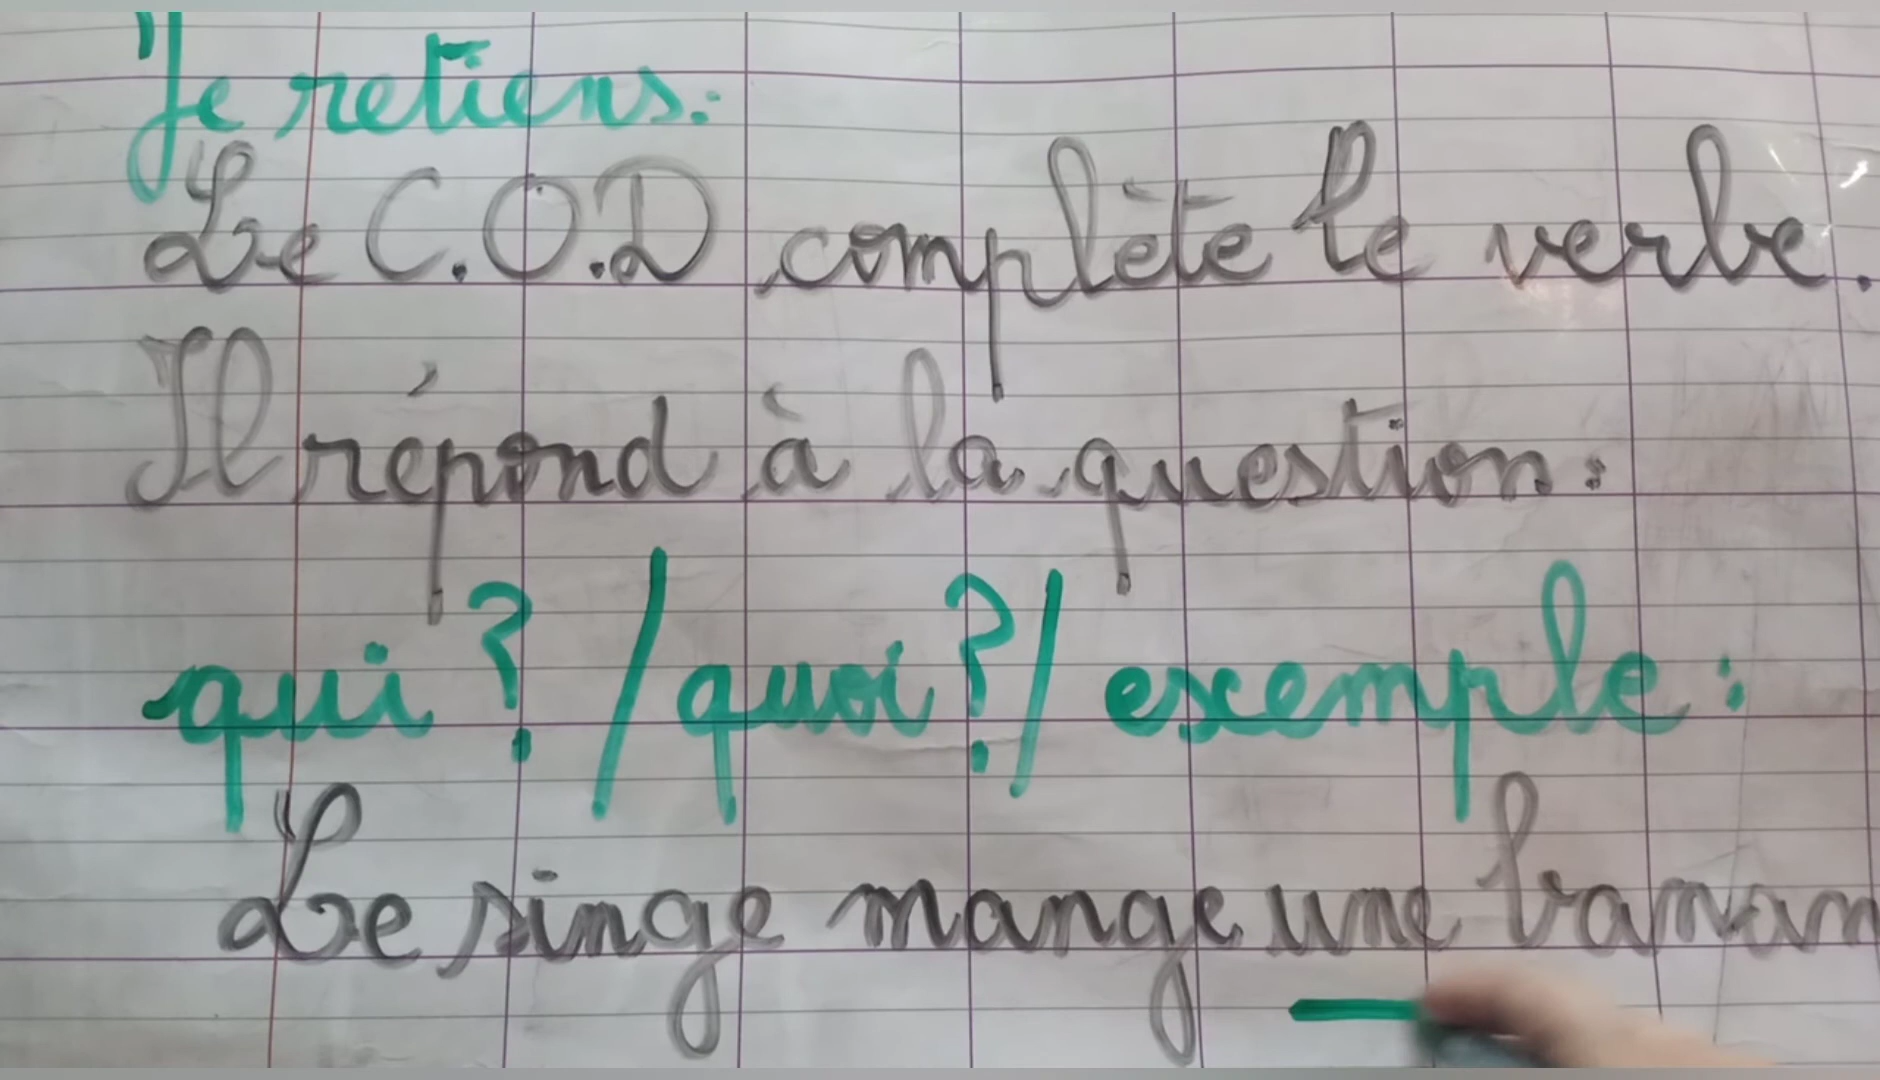 Je retiens:
Le C.O.D complète le verbe.
Il répond à la question:
qui?/quoi?/exemple:
Le singe mange une banan